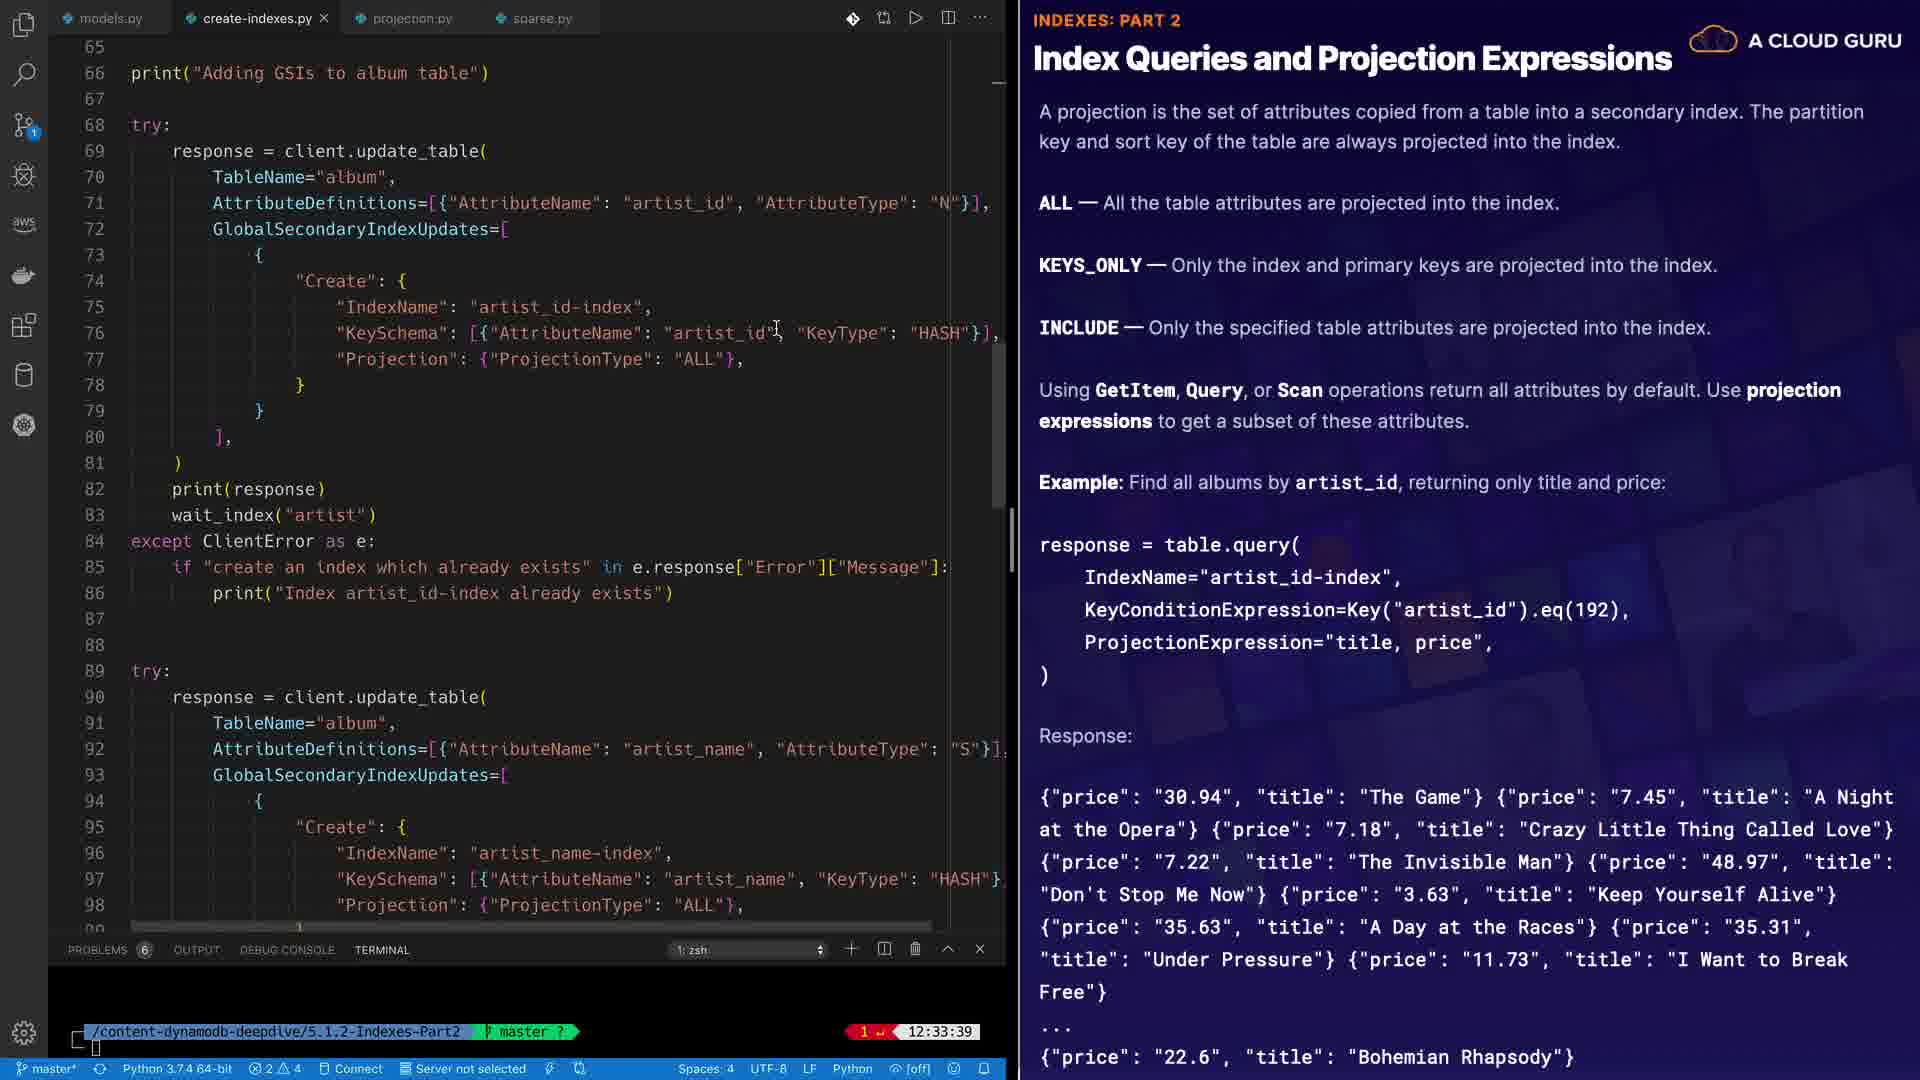 models.py
create-indexes.py
projection.py
sparse.py
65
66 print("Adding GSIs to album table")
67
68 try:
69 response = client.update_table(
70 TableName="album",
71 AttributeDefinitions=[{"AttributeName": "artist_id", "AttributeType": "N"}],
72 GlobalSecondaryIndexUpdates=[
73 {
74 "Create": {
75 "IndexName": "artist_id-index",
76 "KeySchema": [{"AttributeName": "artist_id", "KeyType": "HASH"}],
77 "Projection": {"ProjectionType": "ALL"},
78 }
79 }
80 ],
81 )
82 print(response)
83 wait_index("artist")
84 except ClientError as e:
85 if "create an index which already exists" in e.response["Error"]["Message"]:
86 print("Index artist_id-index already exists")
87
88
89 try:
90 response = client.update_table(
91 TableName="album",
92 AttributeDefinitions=[{"AttributeName": "artist_name", "AttributeType": "S"}],
93 GlobalSecondaryIndexUpdates=[
94 {
95 "Create": {
96 "IndexName": "artist_name-index",
97 "KeySchema": [{"AttributeName": "artist_name", "KeyType": "HASH"}
98 "Projection": {"ProjectionType": "ALL"},
99 }
PROBLEMS 6 OUTPUT DEBUG CONSOLE TERMINAL 1: zsh
/content-dynamodb-deepdive/5.1.2-Indexes-Part2 master ? 1 ↵ 12:33:39
master* Python 3.7.4 64-bit 2 4 Connect Server not selected Spaces: 4 UTF-8 LF Python [off]
aws
1
INDEXES: PART 2
Index Queries and Projection Expressions
A CLOUD GURU
A projection is the set of attributes copied from a table into a secondary index. The partition
key and sort key of the table are always projected into the index.
ALL — All the table attributes are projected into the index.
KEYS_ONLY — Only the index and primary keys are projected into the index.
INCLUDE — Only the specified table attributes are projected into the index.
Using GetItem, Query, or Scan operations return all attributes by default. Use projection
expressions to get a subset of these attributes.
Example: Find all albums by artist_id, returning only title and price:
response = table.query(
IndexName="artist_id-index",
KeyConditionExpression=Key("artist_id").eq(192),
ProjectionExpression="title, price",
)
Response:
{"price": "30.94", "title": "The Game"} {"price": "7.45", "title": "A Night
at the Opera"} {"price": "7.18", "title": "Crazy Little Thing Called Love"}
{"price": "7.22", "title": "The Invisible Man"} {"price": "48.97", "title":
"Don't Stop Me Now"} {"price": "3.63", "title": "Keep Yourself Alive"}
{"price": "35.63", "title": "A Day at the Races"} {"price": "35.31",
"title": "Under Pressure"} {"price": "11.73", "title": "I Want to Break
Free"}
...
{"price": "22.6", "title": "Bohemian Rhapsody"}